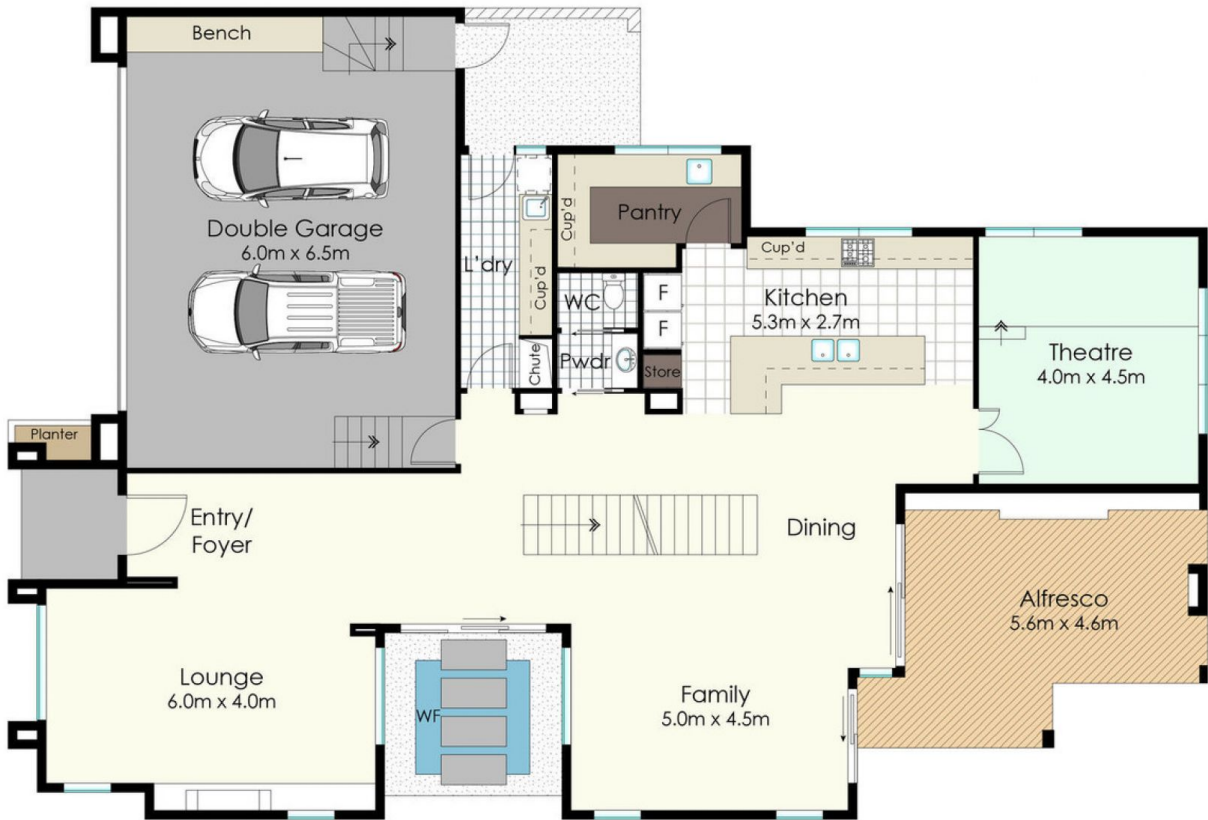 Bench
Double Garage
6.0m x 6.5m
L'dry
Cup'd
Chute
Cup'd
Pantry
WC
Pwdr
F
F
Store
Cup'd
Kitchen
5.3m x 2.7m
Theatre
4.0m x 4.5m
Planter
Entry/
Foyer
Dining
Alfresco
5.6m x 4.6m
Lounge
6.0m x 4.0m
WF
Family
5.0m x 4.5m